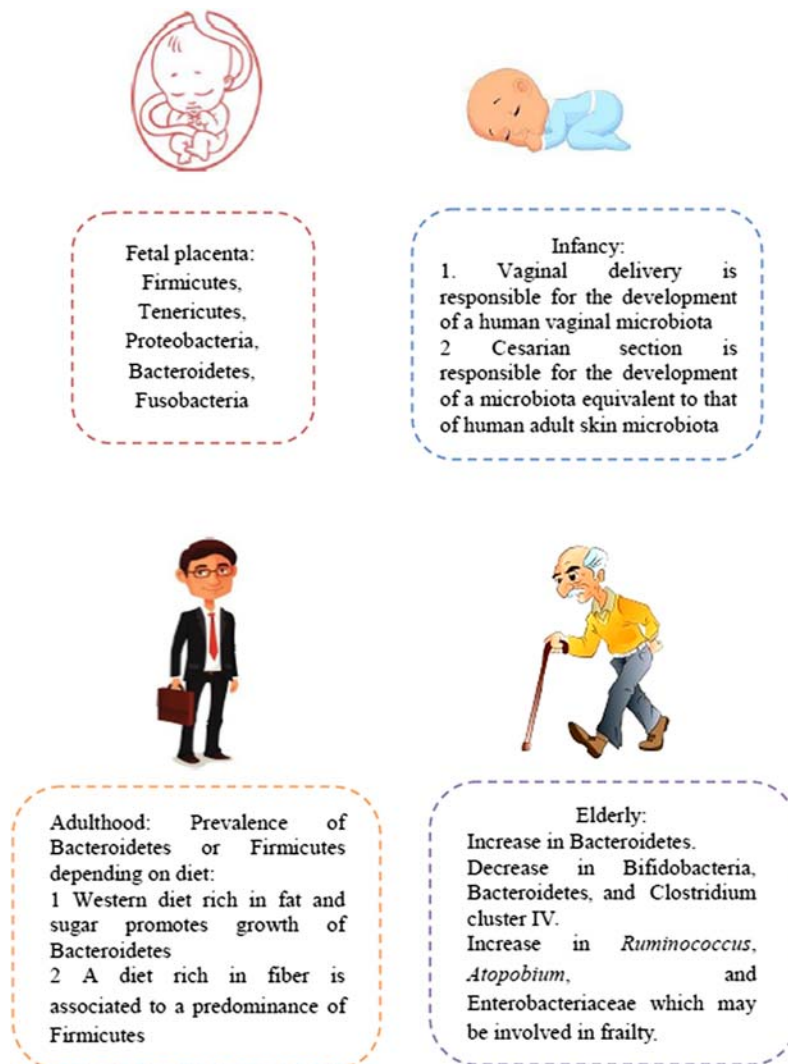 Fetal placenta:
Firmicutes,
Tenericutes,
Proteobacteria,
Bacteroidetes,
Fusobacteria
Infancy:
1. Vaginal delivery is
responsible for the development
of a human vaginal microbiota
2 Cesarian section is
responsible for the development
of a microbiota equivalent to that
of human adult skin microbiota
Adulthood: Prevalence of
Bacteroidetes or Firmicutes
depending on diet:
1 Western diet rich in fat and
sugar promotes growth of
Bacteroidetes
2 A diet rich in fiber is
associated to a predominance of
Firmicutes
Elderly:
Increase in Bacteroidetes.
Decrease in Bifidobacteria,
Bacteroidetes, and Clostridium
cluster IV.
Increase in Ruminococcus,
Atopobium, and
Enterobacteriaceae which may
be involved in frailty.